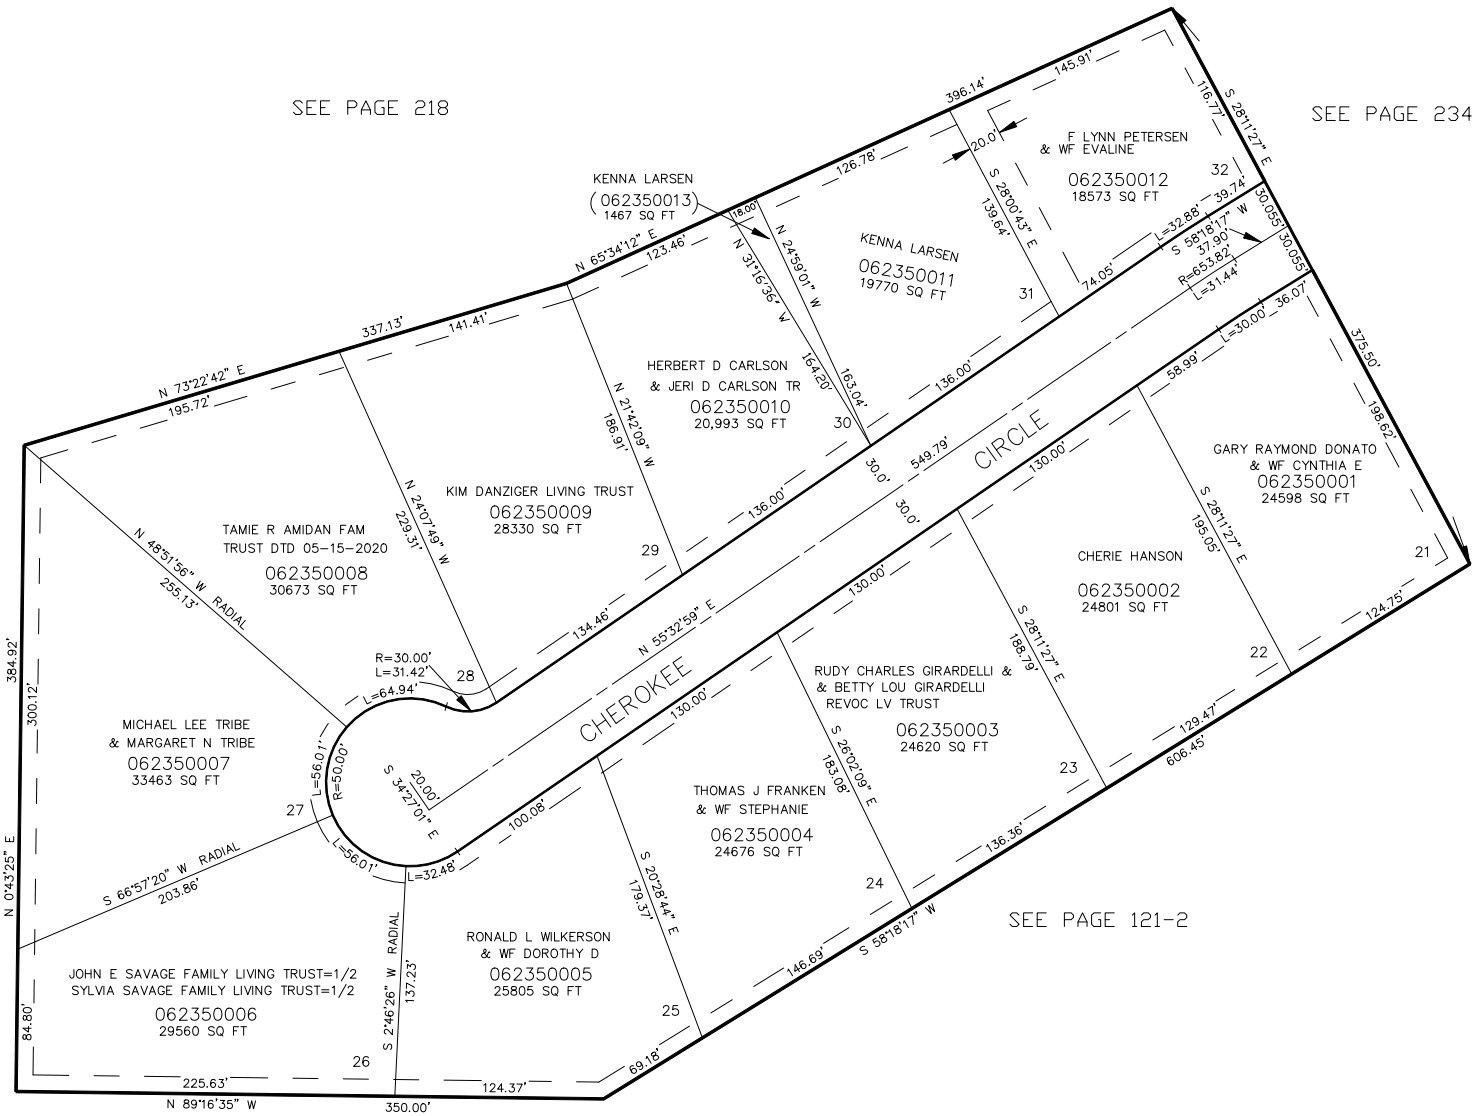 SEE PAGE 218
SEE PAGE 234
SEE PAGE 121-2
396.14'
145.91'
116.77'
S 28°11'27" E
F LYNN PETERSEN
& WF EVALINE
062350012
18573 SQ FT
32
39.74'
20.0'
126.78'
S 28°00'43" E
139.64'
KENNA LARSEN
(062350013)
1467 SQ FT
18.00'
N 65°34'12" E
123.46'
N 31°16'36" W
164.20'
N 24°59'01" W
163.04'
KENNA LARSEN
062350011
19770 SQ FT
31
74.05'
L=32.88'
S 58°18'17" W
37.90'
R=653.82'
L=31.44'
30.055'
30.055'
36.07'
L=30.00'
58.99'
375.50'
198.62'
337.13'
141.41'
N 73°22'42" E
195.72'
HERBERT D CARLSON
& JERI D CARLSON TR
062350010
20,993 SQ FT
30
136.00'
N 21°42'09" W
186.91'
KIM DANZIGER LIVING TRUST
062350009
28330 SQ FT
29
136.00'
30.0'
30.0'
549.79'
CIRCLE
130.00'
GARY RAYMOND DONATO
& WF CYNTHIA E
062350001
24598 SQ FT
21
124.75'
N 24°07'49" W
229.31'
TAMIE R AMIDAN FAM
TRUST DTD 05-15-2020
062350008
30673 SQ FT
28
134.46'
N 48°51'56" W RADIAL
255.13'
CHERIE HANSON
062350002
24801 SQ FT
22
S 28°11'27" E
195.05'
130.00'
129.47'
606.45'
S 28°11'27" E
188.79'
R=30.00'
L=31.42'
L=64.94'
N 55°32'59" E
CHEROKEE
130.00'
RUDY CHARLES GIRARDELLI &
& BETTY LOU GIRARDELLI
REVOC LV TRUST
062350003
24620 SQ FT
23
136.36'
S 26°02'09" E
183.08'
384.92'
300.12'
MICHAEL LEE TRIBE
& MARGARET N TRIBE
062350007
33463 SQ FT
27
L=56.01'
R=50.00'
20.00'
S 34°27'01" E
L=56.01'
L=32.48'
100.08'
THOMAS J FRANKEN
& WF STEPHANIE
062350004
24676 SQ FT
24
S 58°18'17" W
146.69'
N 0°43'25" E
S 66°57'20" W RADIAL
203.86'
S 20°28'44" E
179.37'
RONALD L WILKERSON
& WF DOROTHY D
062350005
25805 SQ FT
25
69.18'
S 2°46'26" W RADIAL
137.23'
JOHN E SAVAGE FAMILY LIVING TRUST=1/2
SYLVIA SAVAGE FAMILY LIVING TRUST=1/2
062350006
29560 SQ FT
26
84.80'
225.63'
124.37'
N 89°16'35" W
350.00'